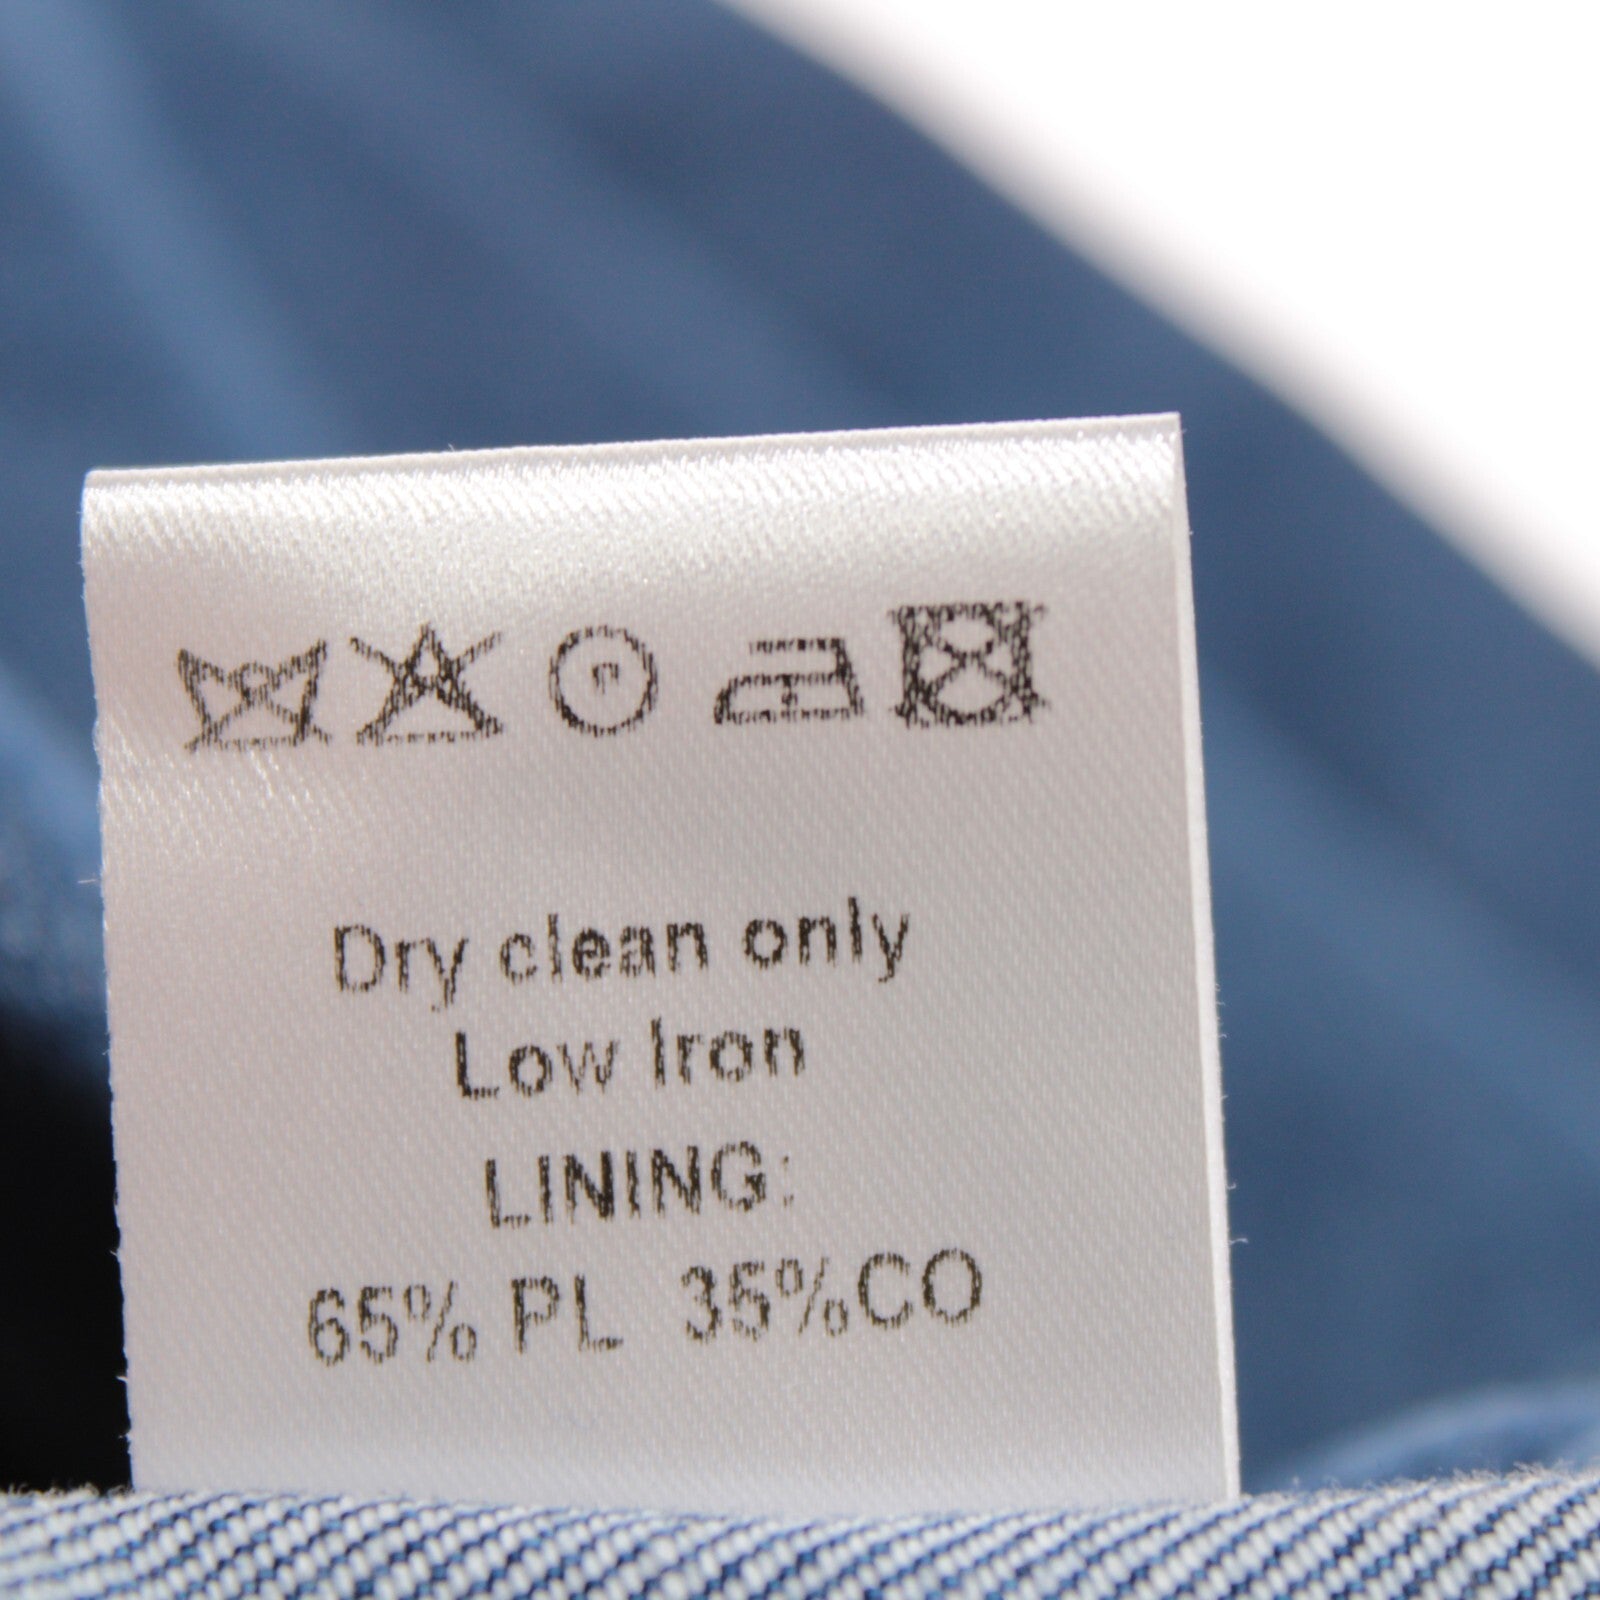 P
Dry clean only
Low Iron
LINING:
65% PL 35%CO